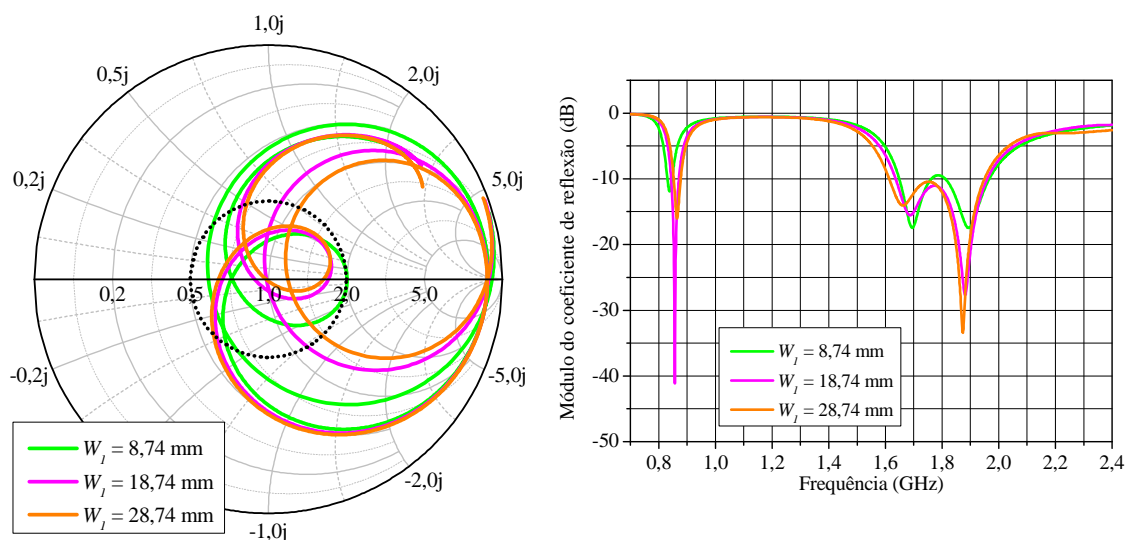 1,0j
0,5j
2,0j
0,2j
5,0j
0,2
0,5
1,0
2,0
5,0
-0,2j
-5,0j
-2,0j
-1,0j
W1 = 8,74 mm
W1 = 18,74 mm
W1 = 28,74 mm
Módulo do coeficiente de reflexão (dB)
0
-10
-20
-30
-40
-50
W1 = 8,74 mm
W1 = 18,74 mm
W1 = 28,74 mm
0,8
1,0
1,2
1,4
1,6
1,8
2,0
2,2
2,4
Frequência (GHz)